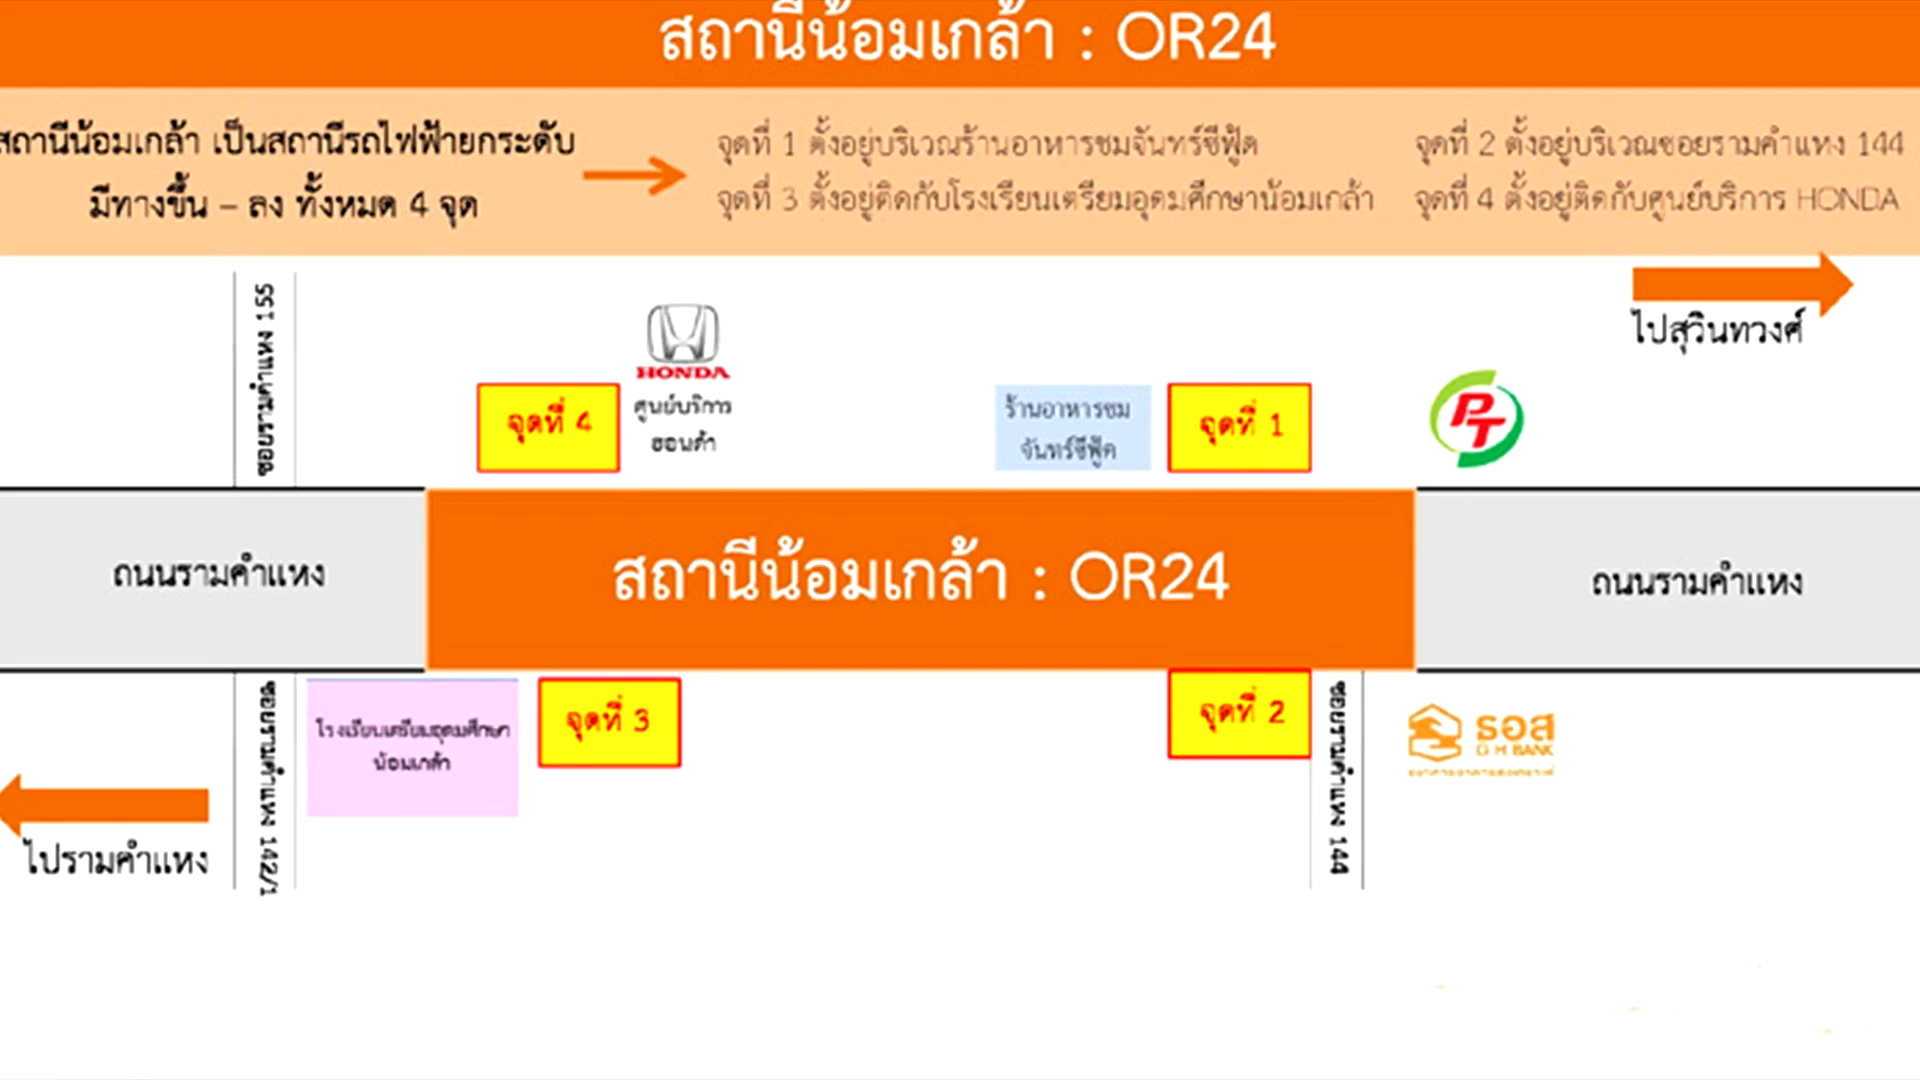 สถานีน้อมเกล้า : OR24
สถานีน้อมเกล้า เป็นสถานีรถไฟฟ้ายกระดับ
มีทางขึ้น – ลง ทั้งหมด 4 จุด
จุดที่ 1 ตั้งอยู่บริเวณร้านอาหารชมจันทร์ซีฟู้ด
จุดที่ 2 ตั้งอยู่บริเวณซอยรามคำแหง 144
จุดที่ 3 ตั้งอยู่ติดกับโรงเรียนเตรียมอุดมศึกษาน้อมเกล้า
จุดที่ 4 ตั้งอยู่ติดกับศูนย์บริการ HONDA
ไปสุวินทวงศ์
ซอยรามคำแหง 155
จุดที่ 4
HONDA
ศูนย์บริการ
ฮอนด้า
ร้านอาหารชม
จันทร์ซีฟู้ด
จุดที่ 1
PT
ถนนรามคำแหง
สถานีน้อมเกล้า : OR24
ถนนรามคำแหง
ซอยรามคำแหง 142/1
โรงเรียนเตรียมอุดมศึกษา
น้อมเกล้า
จุดที่ 3
จุดที่ 2
ซอยรามคำแหง 144
ธอส
G H BANK
ไปรามคำแหง